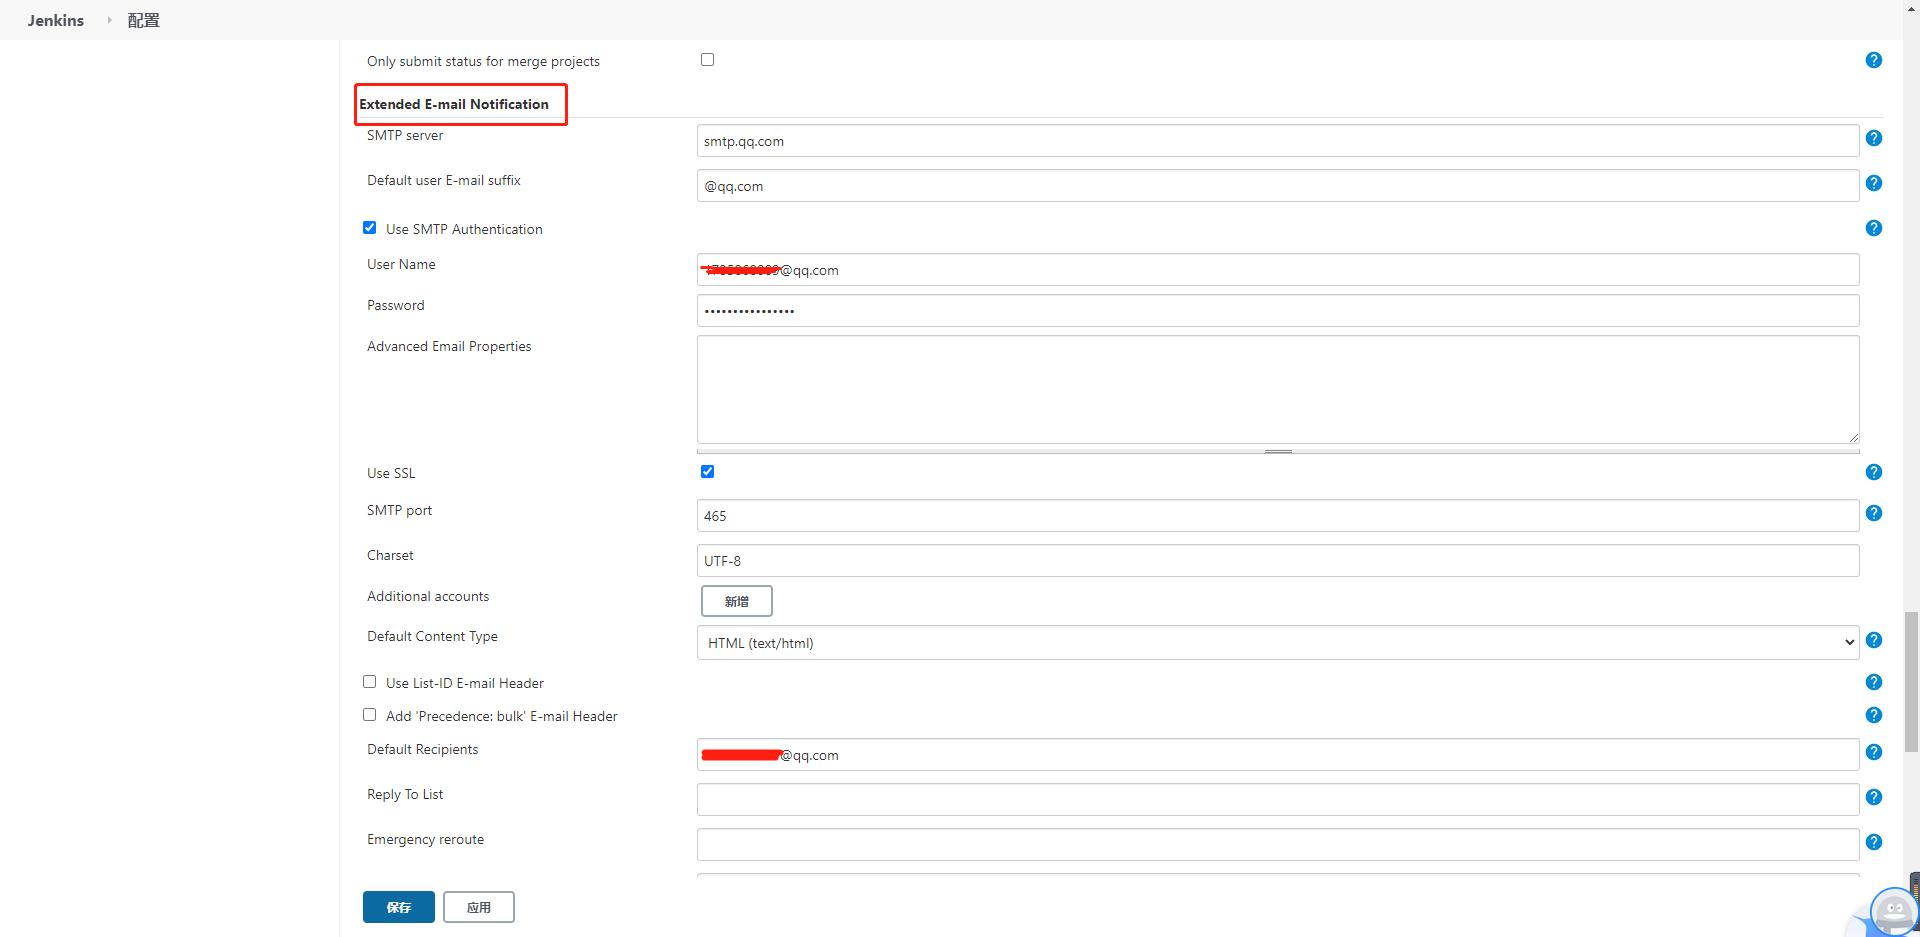 Jenkins 配置
Only submit status for merge projects
Extended E-mail Notification
SMTP server
smtp.qq.com
Default user E-mail suffix
@qq.com
Use SMTP Authentication
User Name
@qq.com
Password
••••••••••••••••
Advanced Email Properties
Use SSL
SMTP port
465
Charset
UTF-8
Additional accounts
新增
Default Content Type
HTML (text/html)
Use List-ID E-mail Header
Add 'Precedence: bulk' E-mail Header
Default Recipients
@qq.com
Reply To List
Emergency reroute
保存 应用